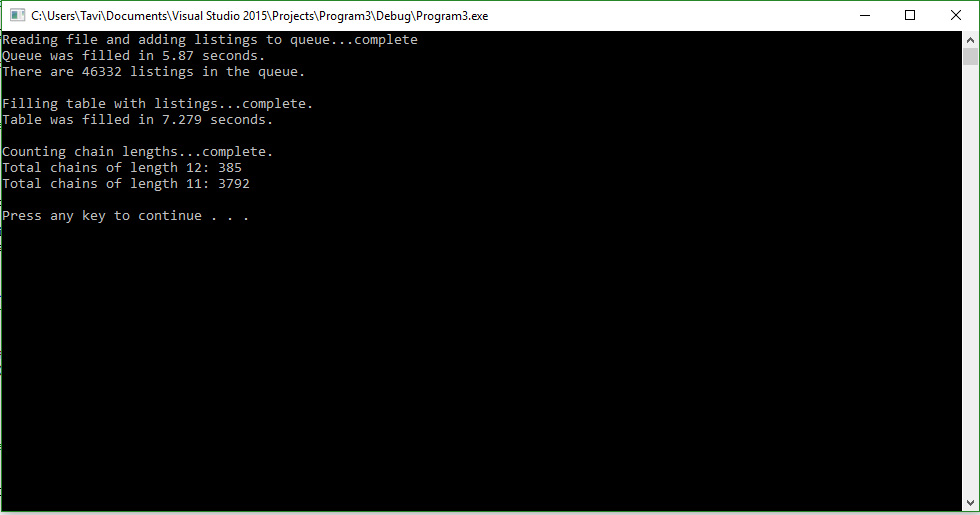 C:\Users\Tavi\Documents\Visual Studio 2015\Projects\Program3\Debug\Program3.exe
Reading file and adding listings to queue...complete
Queue was filled in 5.87 seconds.
There are 46332 listings in the queue.
Filling table with listings...complete.
Table was filled in 7.279 seconds.
Counting chain lengths...complete.
Total chains of length 12: 385
Total chains of length 11: 3792
Press any key to continue . . .